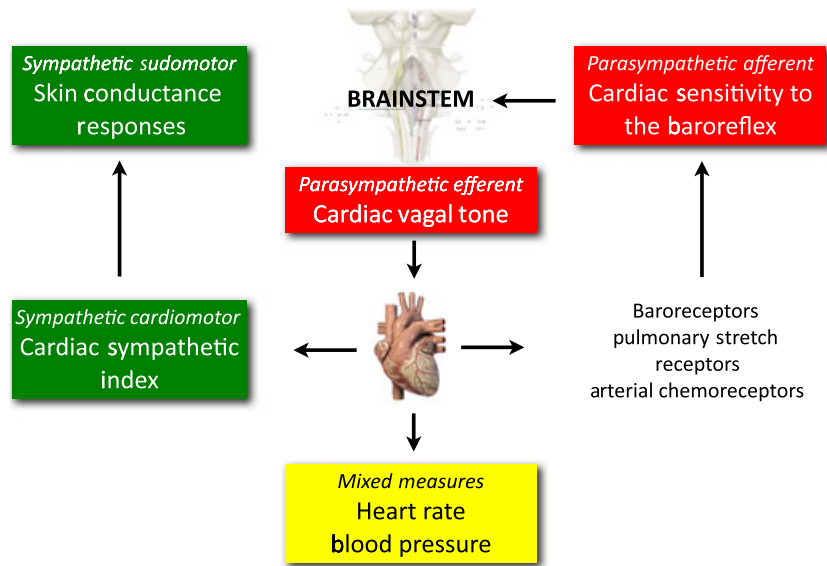 Sympathetic sudomotor
Skin conductance
responses
BRAINSTEM
Parasympathetic afferent
Cardiac sensitivity to
the baroreflex
Parasympathetic efferent
Cardiac vagal tone
Sympathetic cardiomotor
Cardiac sympathetic
index
Baroreceptors
pulmonary stretch
receptors
arterial chemoreceptors
Mixed measures
Heart rate
blood pressure